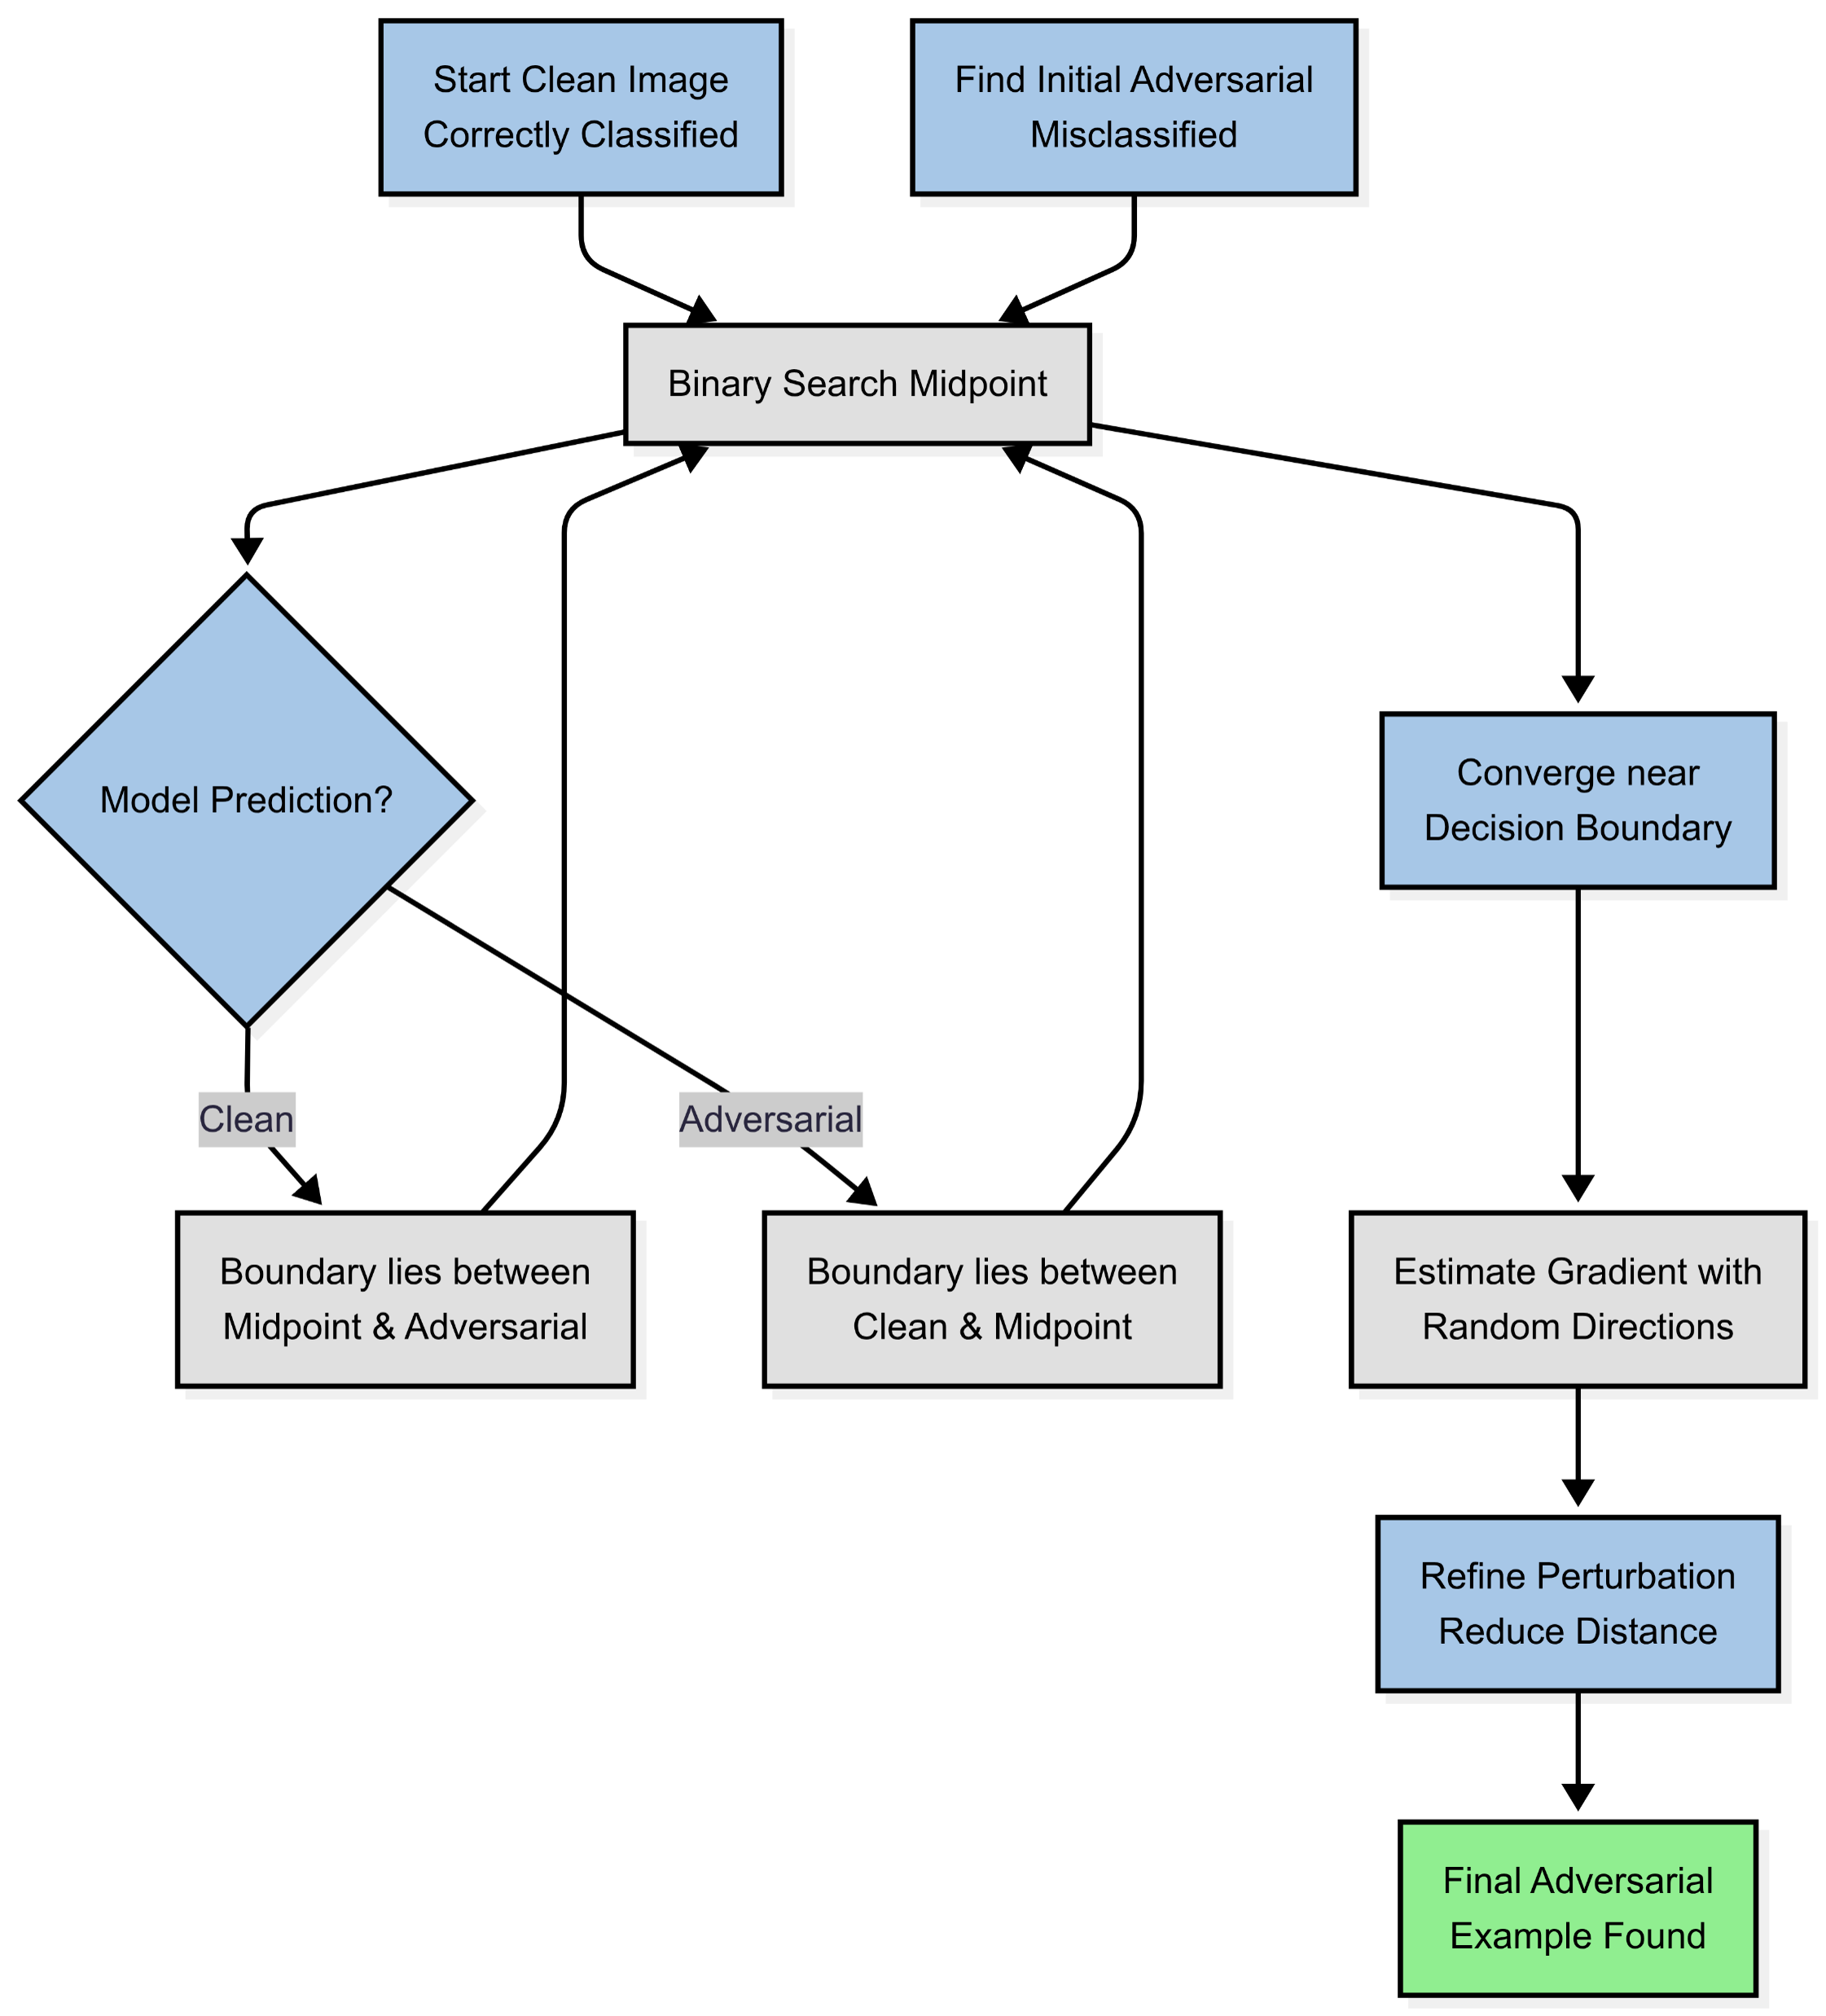 Start Clean Image
Correctly Classified
Find Initial Adversarial
Misclassified
Binary Search Midpoint
Model Prediction?
Converge near
Decision Boundary
Clean
Adversarial
Boundary lies between
Midpoint & Adversarial
Boundary lies between
Clean & Midpoint
Estimate Gradient with
Random Directions
Refine Perturbation
Reduce Distance
Final Adversarial
Example Found